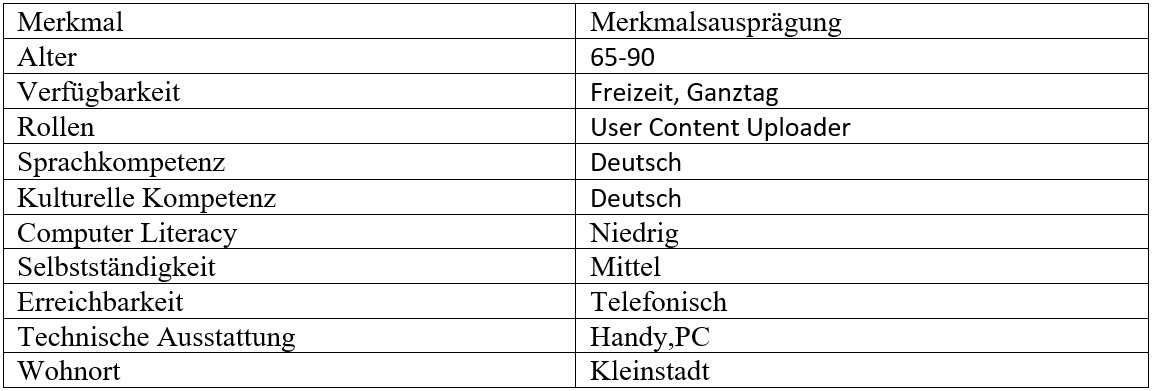 Merkmal Merkmalsausprägung
Alter 65-90
Verfügbarkeit Freizeit, Ganztag
Rollen User Content Uploader
Sprachkompetenz Deutsch
Kulturelle Kompetenz Deutsch
Computer Literacy Niedrig
Selbstständigkeit Mittel
Erreichbarkeit Telefonisch
Technische Ausstattung Handy,PC
Wohnort Kleinstadt